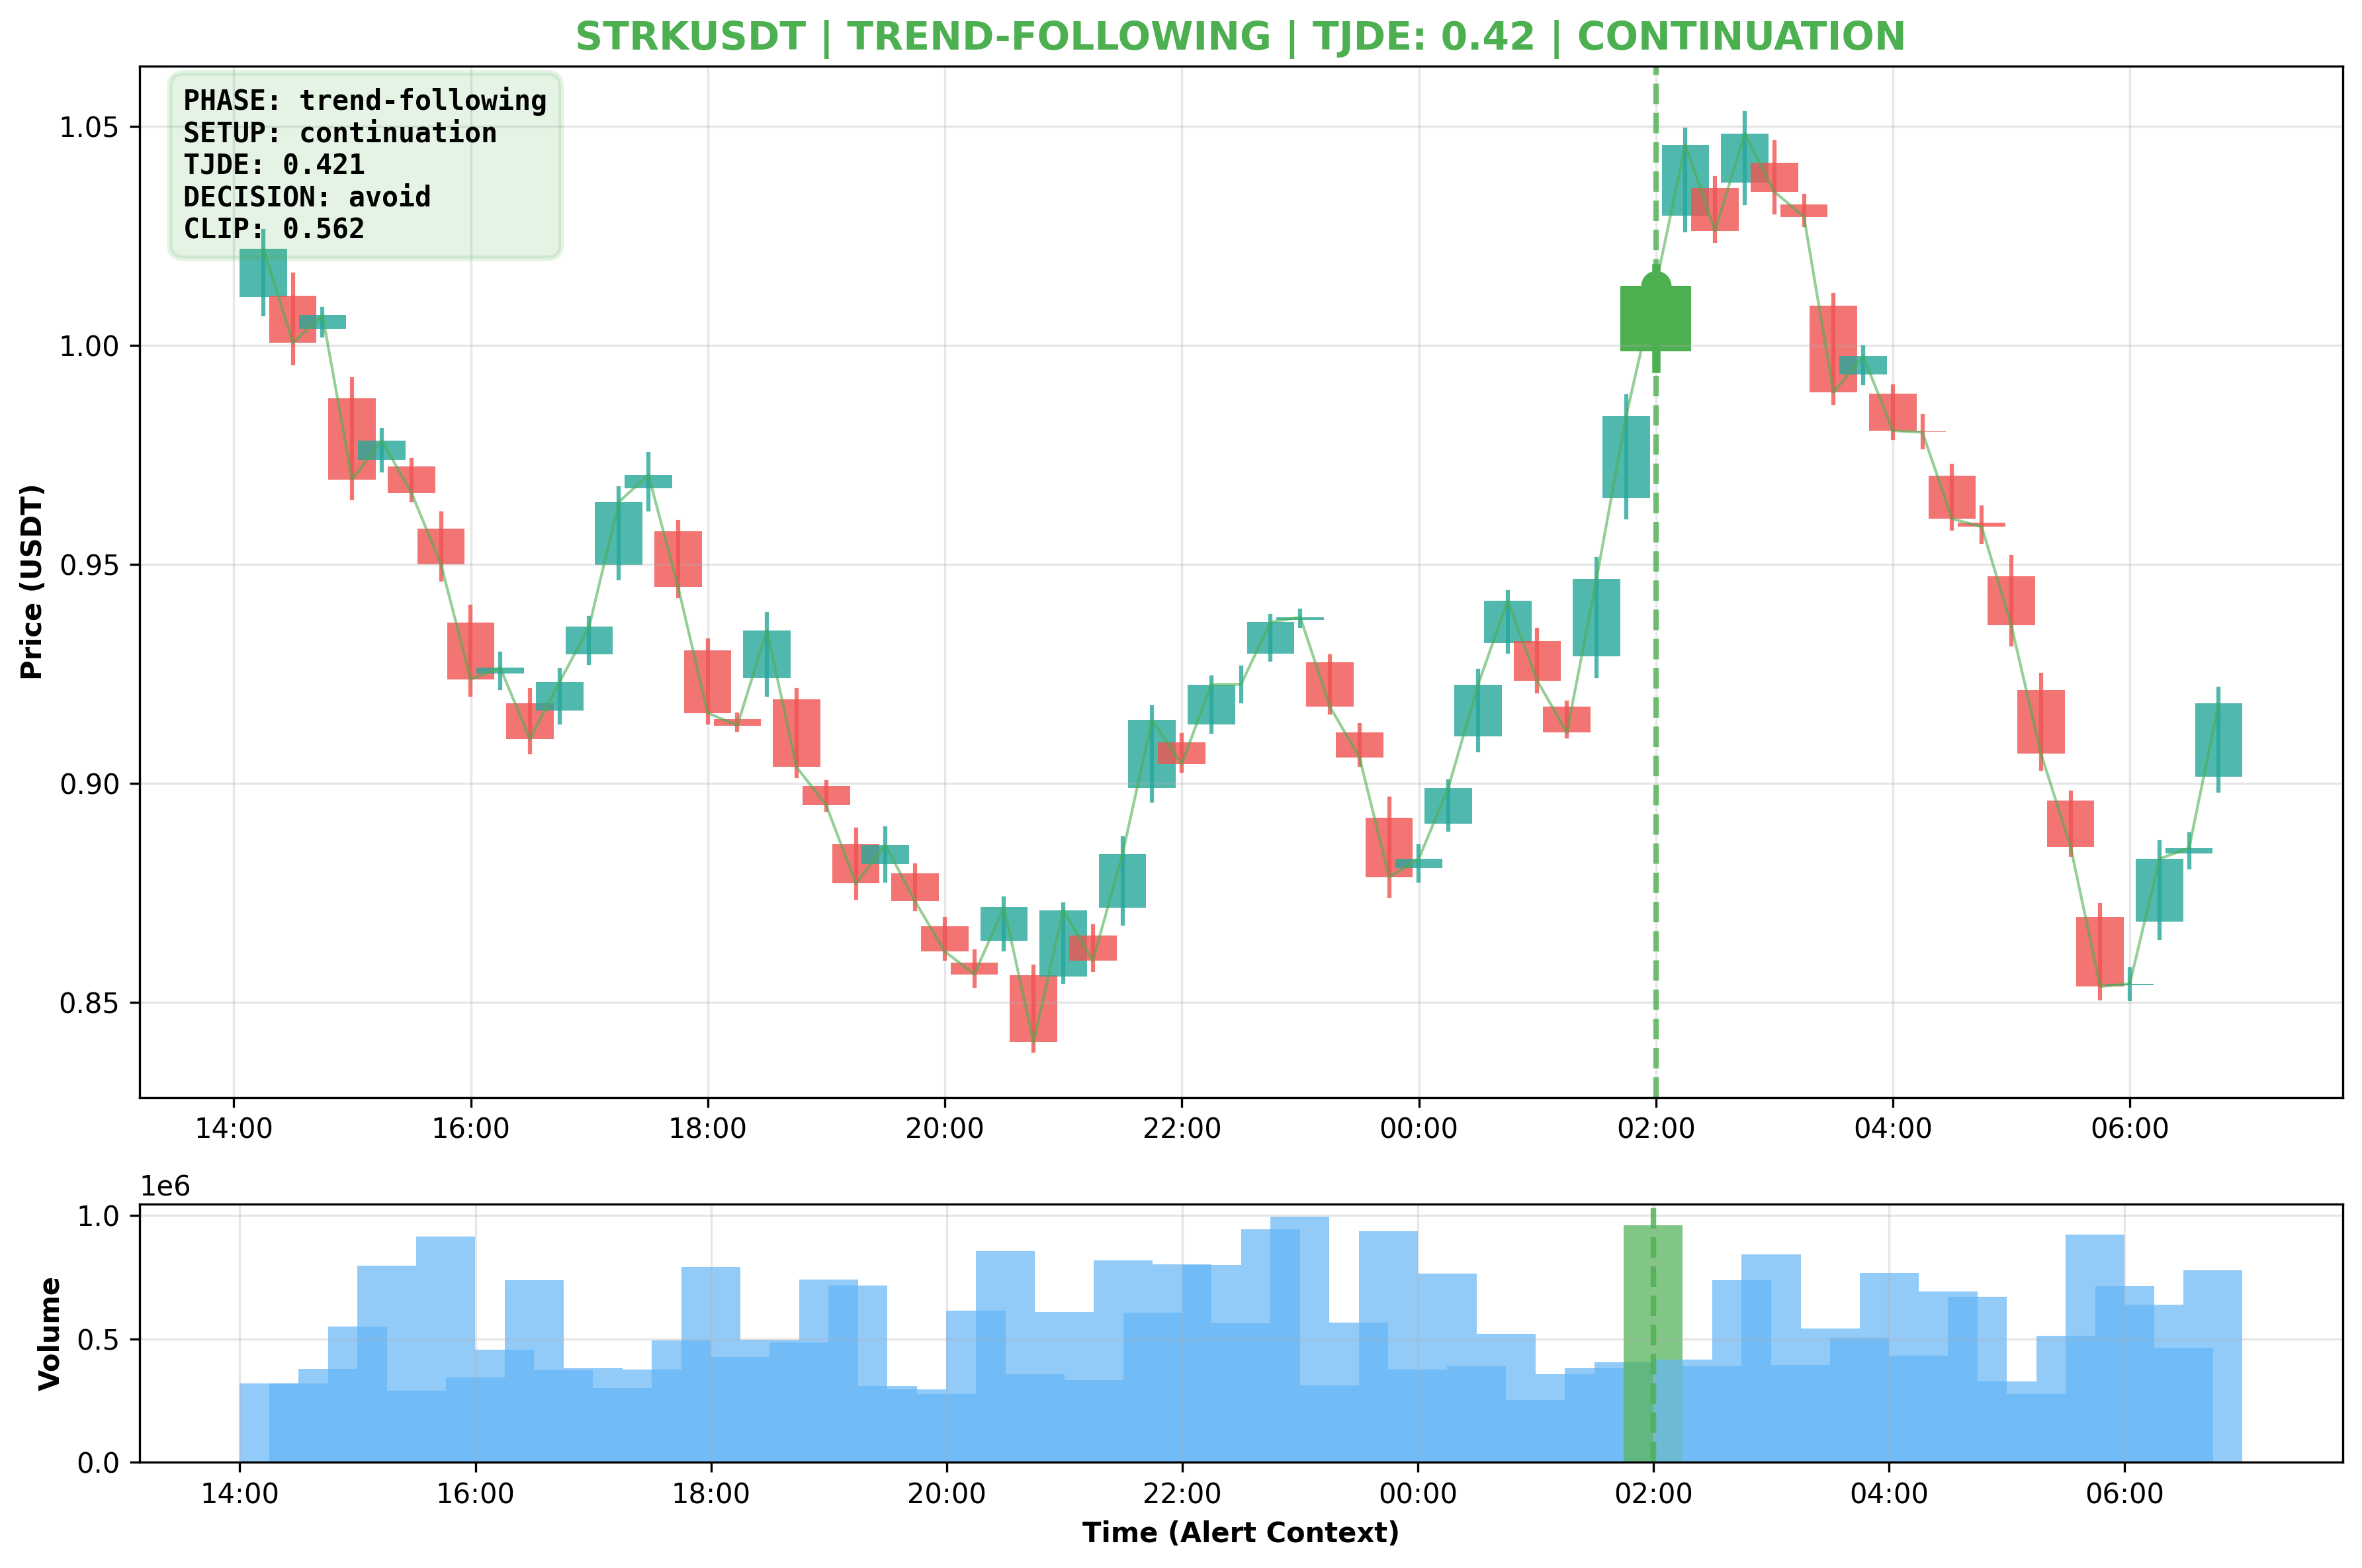 STRKUSDT | TREND-FOLLOWING | TJDE: 0.42 | CONTINUATION
PHASE: trend-following
SETUP: continuation
TJDE: 0.421
DECISION: avoid
CLIP: 0.562
Price (USDT)
1.05
1.00
0.95
0.90
0.85
14:00 16:00 18:00 20:00 22:00 00:00 02:00 04:00 06:00
1e6
Volume
1.0
0.5
0.0
14:00 16:00 18:00 20:00 22:00 00:00 02:00 04:00 06:00
Time (Alert Context)